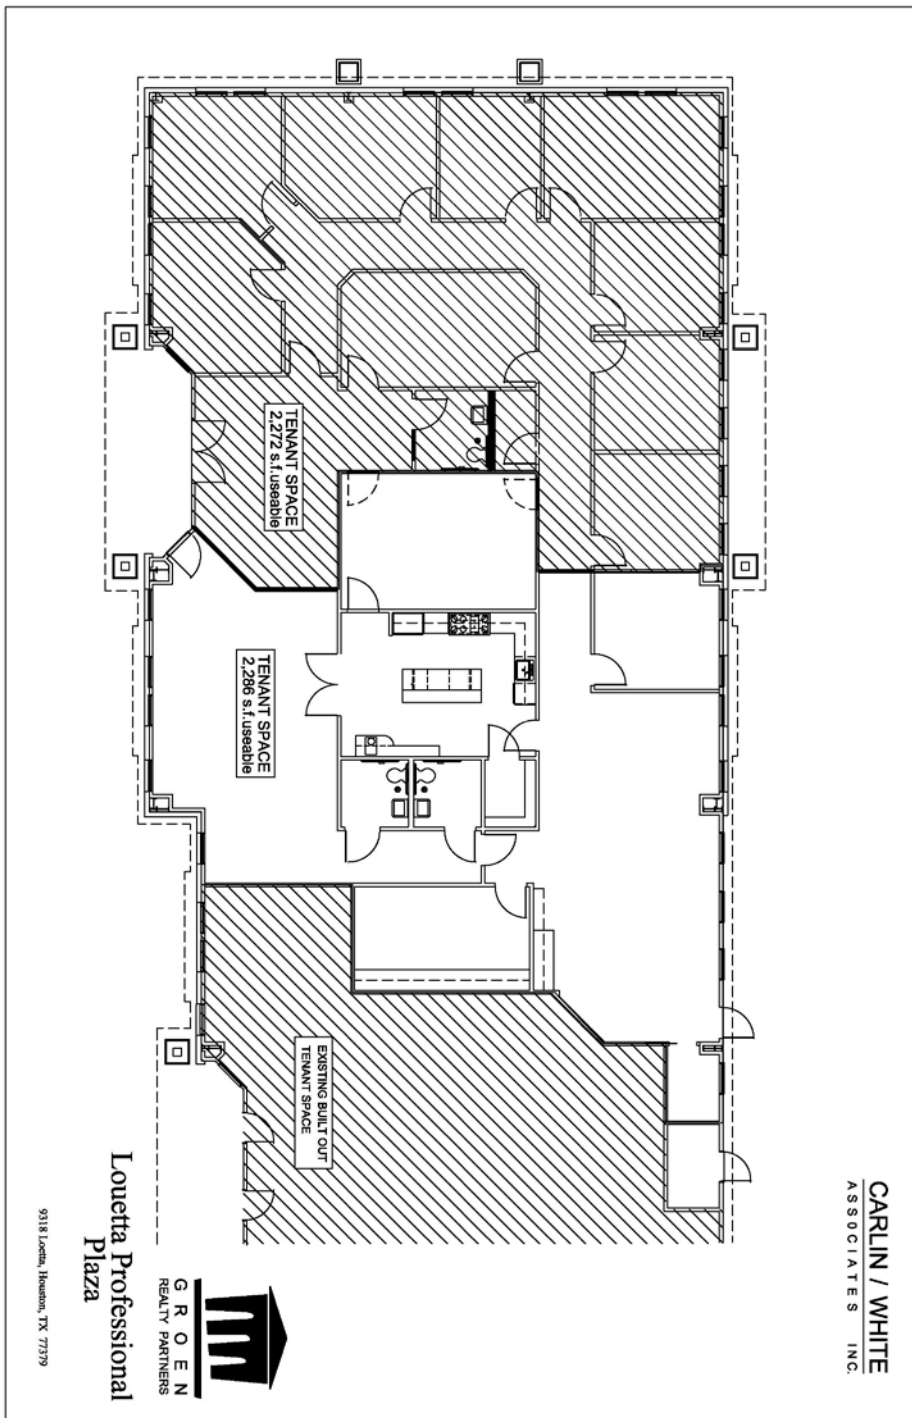 CARLIN / WHITE
ASSOCIATES INC.
TENANT SPACE
2,272 s.f.useable
TENANT SPACE
2,286 s.f.useable
EXISTING BUILT OUT
TENANT SPACE
GROEN
REALTY PARTNERS
Louetta Professional
Plaza
9318 Loetta, Houston, TX 77379